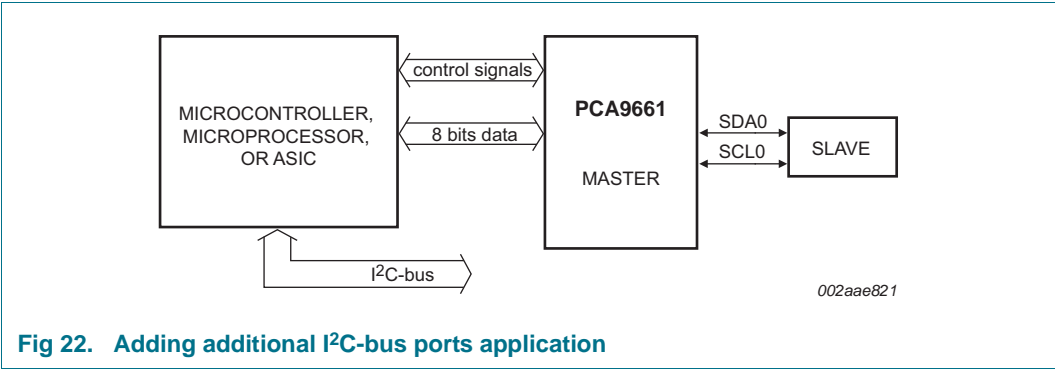 control signals
MICROCONTROLLER,
MICROPROCESSOR,
OR ASIC
8 bits data
PCA9661
MASTER
SDA0
SCL0
SLAVE
I2C-bus
002aae821
Fig 22. Adding additional I2C-bus ports application